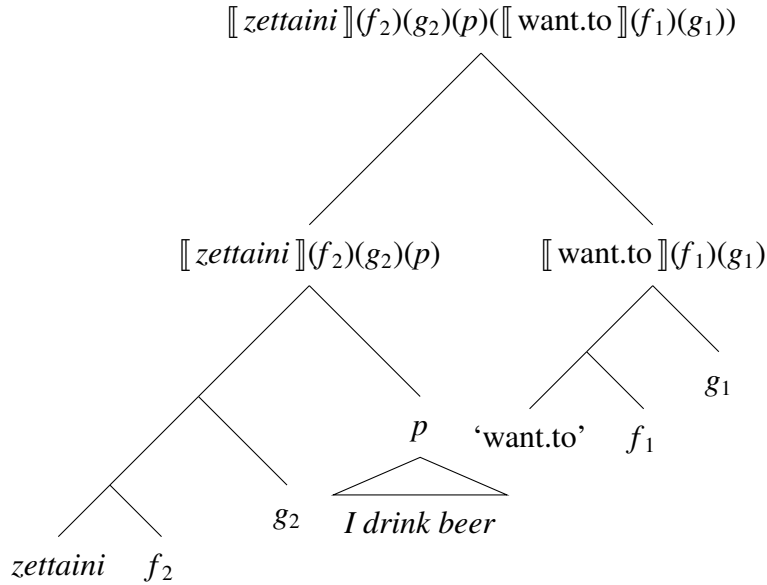 ⟦ zettaini ⟧(f₂)(g₂)(p)(⟦ want.to ⟧(f₁)(g₁))
⟦ zettaini ⟧(f₂)(g₂)(p)
⟦ want.to ⟧(f₁)(g₁)
g₁
p
‘want.to’
f₁
g₂
I drink beer
zettaini
f₂